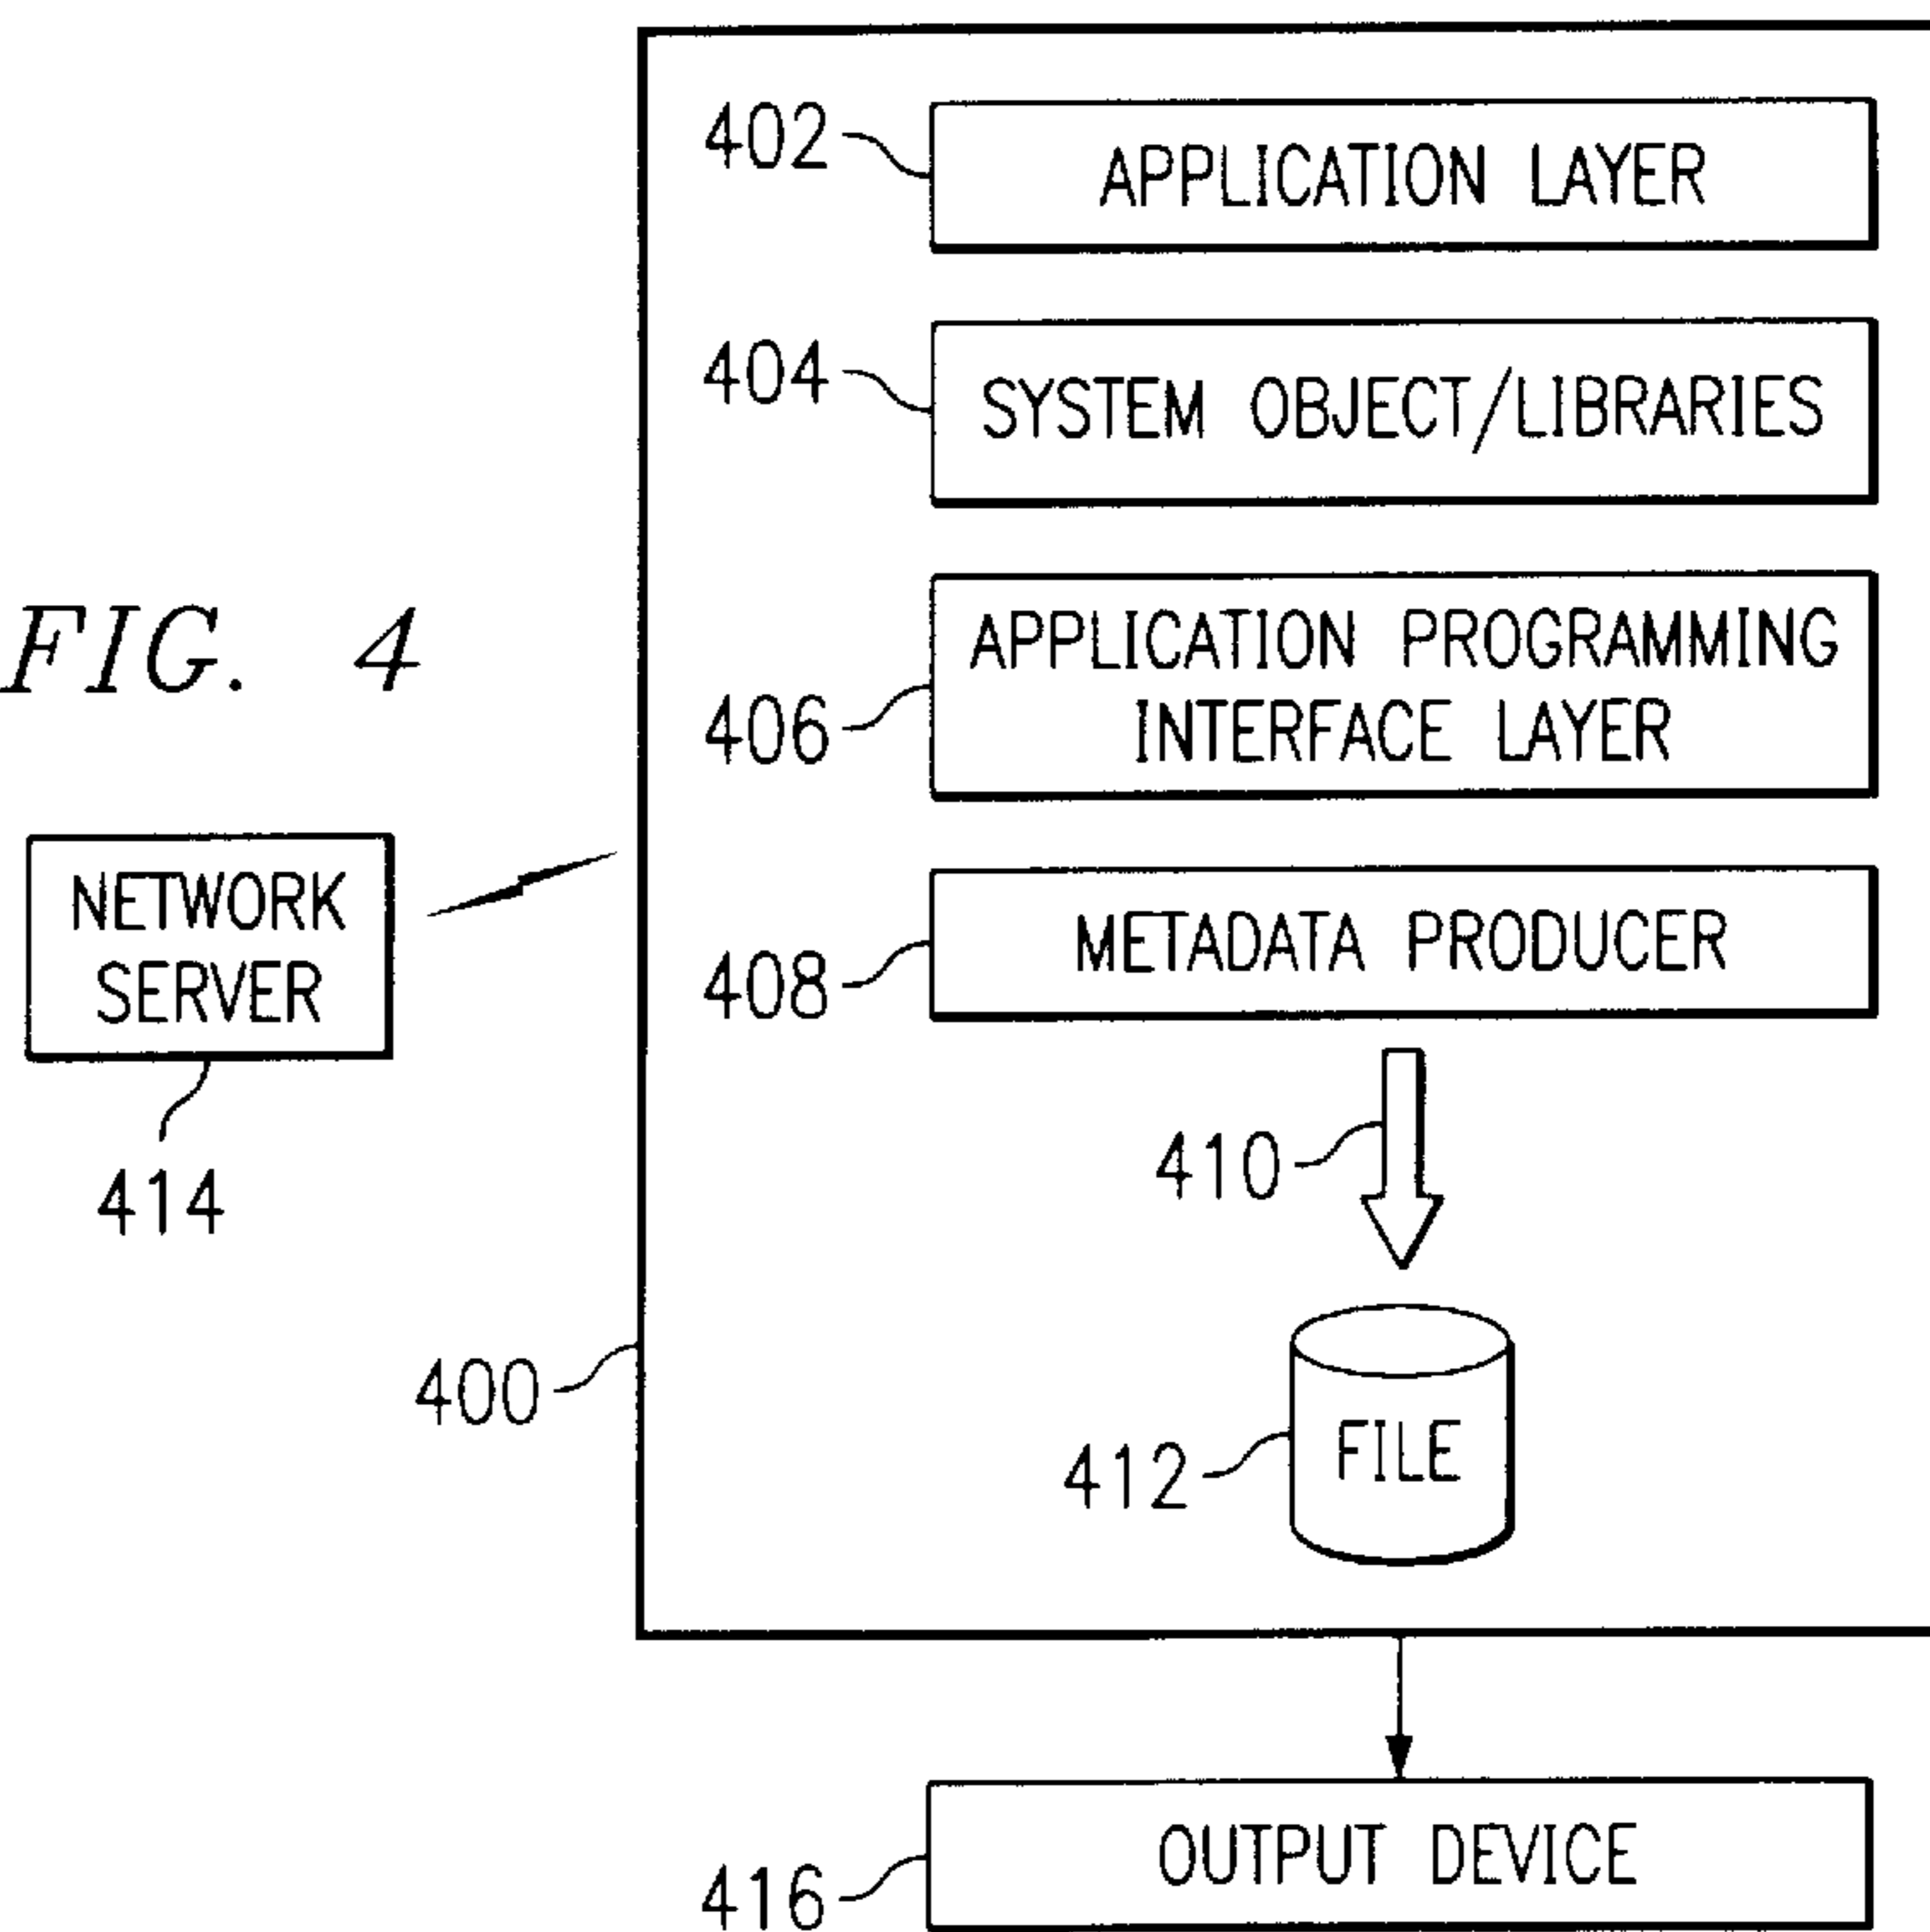 402
APPLICATION LAYER
404
SYSTEM OBJECT/LIBRARIES
FIG. 4
APPLICATION PROGRAMMING
INTERFACE LAYER
406
NETWORK
SERVER
414
METADATA PRODUCER
408
410
400
FILE
412
OUTPUT DEVICE
416